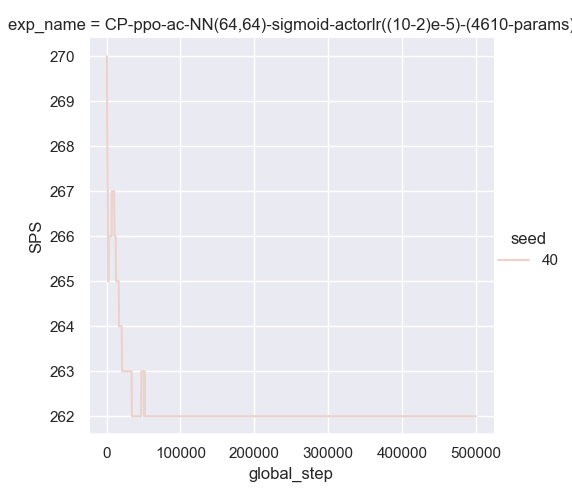 exp_name = CP-ppo-ac-NN(64,64)-sigmoid-actorlr((10-2)e-5)-(4610-params)
270
269
268
267
266
265
264
263
262
SPS
0 100000 200000 300000 400000 500000
global_step
seed
40